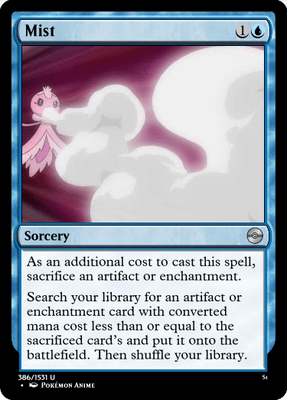 Mist 1
Sorcery
As an additional cost to cast this spell,
sacrifice an artifact or enchantment.
Search your library for an artifact or
enchantment card with converted
mana cost less than or equal to the
sacrificed card's and put it onto the
battlefield. Then shuffle your library.
386/1531 U
• Pokémon Anime